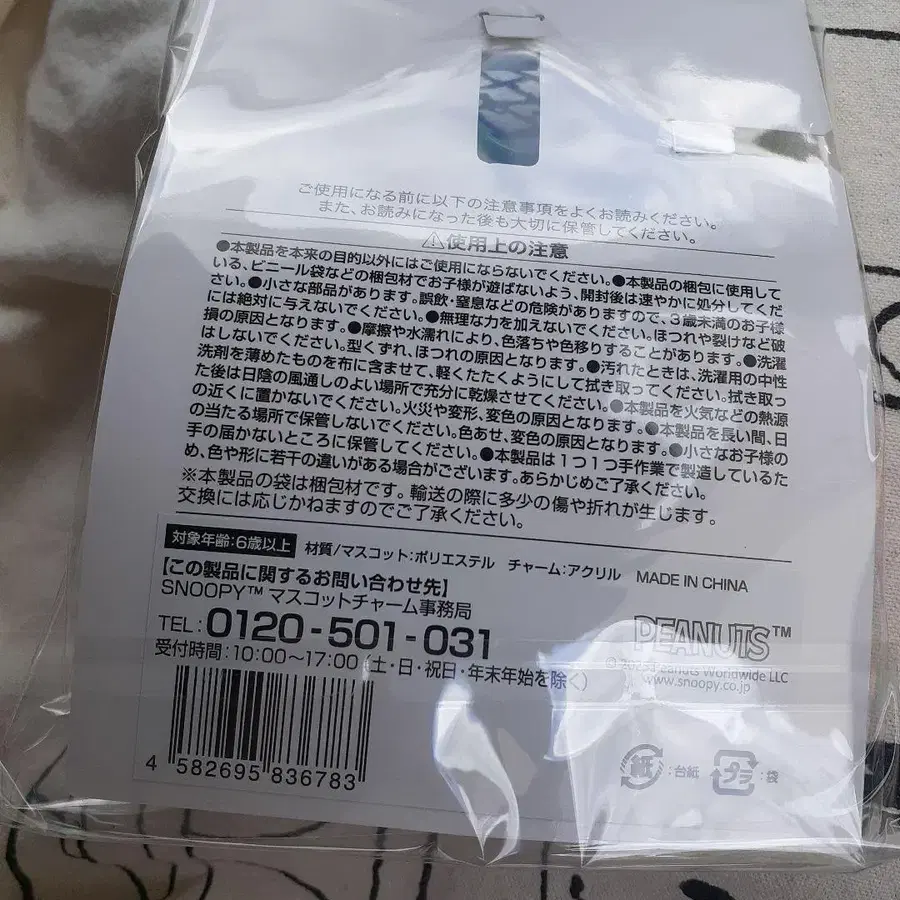 ご使用になる前に以下の注意事項をよくお読みください。
また、お読みになった後も大切に保管してください。
⚠使用上の注意
●本製品を本来の目的以外にはご使用にならないでください。●本製品の梱包に使用して
いる、ビニール袋などの梱包材でお子様が遊ばないよう、開封後は速やかに処分してくだ
さい。●小さな部品があります。誤飲・窒息などの危険がありますので、3歳未満のお子様
には絶対に与えないでください。●無理な力を加えないでください。ほつれや裂けなど破
損の原因となります。●摩擦や水濡れにより、色落ちや色移りすることがあります。●洗濯
はしないでください。型くずれ、ほつれの原因となります。●汚れたときは、洗濯用の中性
洗剤を薄めたものを布に含ませて、軽くたたくようにして拭き取ってください。拭き取っ
た後は日陰の風通しのよい場所で充分に乾燥させてください。●本製品を火気などの熱源
の近くに置かないでください。火災や変形、変色の原因となります。●本製品を長い間、日
の当たる場所で保管しないでください。色あせ、変色の原因となります。●小さなお子様の
手の届かないところに保管してください。●本製品は1つ1つ手作業で製造しているた
め、色や形に若干の違いがある場合がございます。あらかじめご了承ください。
※本製品の袋は梱包材です。輸送の際に多少の傷や折れが生じます。
交換には応じかねますのでご了承ください。
対象年齢:6歳以上 材質/マスコット:ポリエステル チャーム:アクリル MADE IN CHINA
【この製品に関するお問い合わせ先】
SNOOPY™ マスコットチャーム事務局
TEL:0120-501-031
受付時間:10:00～17:00 (土・日・祝日・年末年始を除く)
PEANUTS™
Peanuts Worldwide LLC
www.snoopy.co.jp
4 582695 836783
紙:台紙 プラ:袋